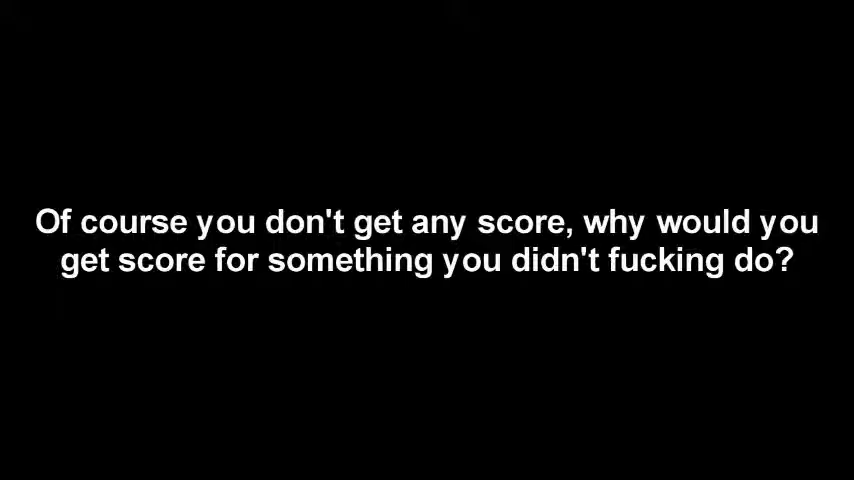 Of course you don't get any score, why would you
get score for something you didn't fucking do?